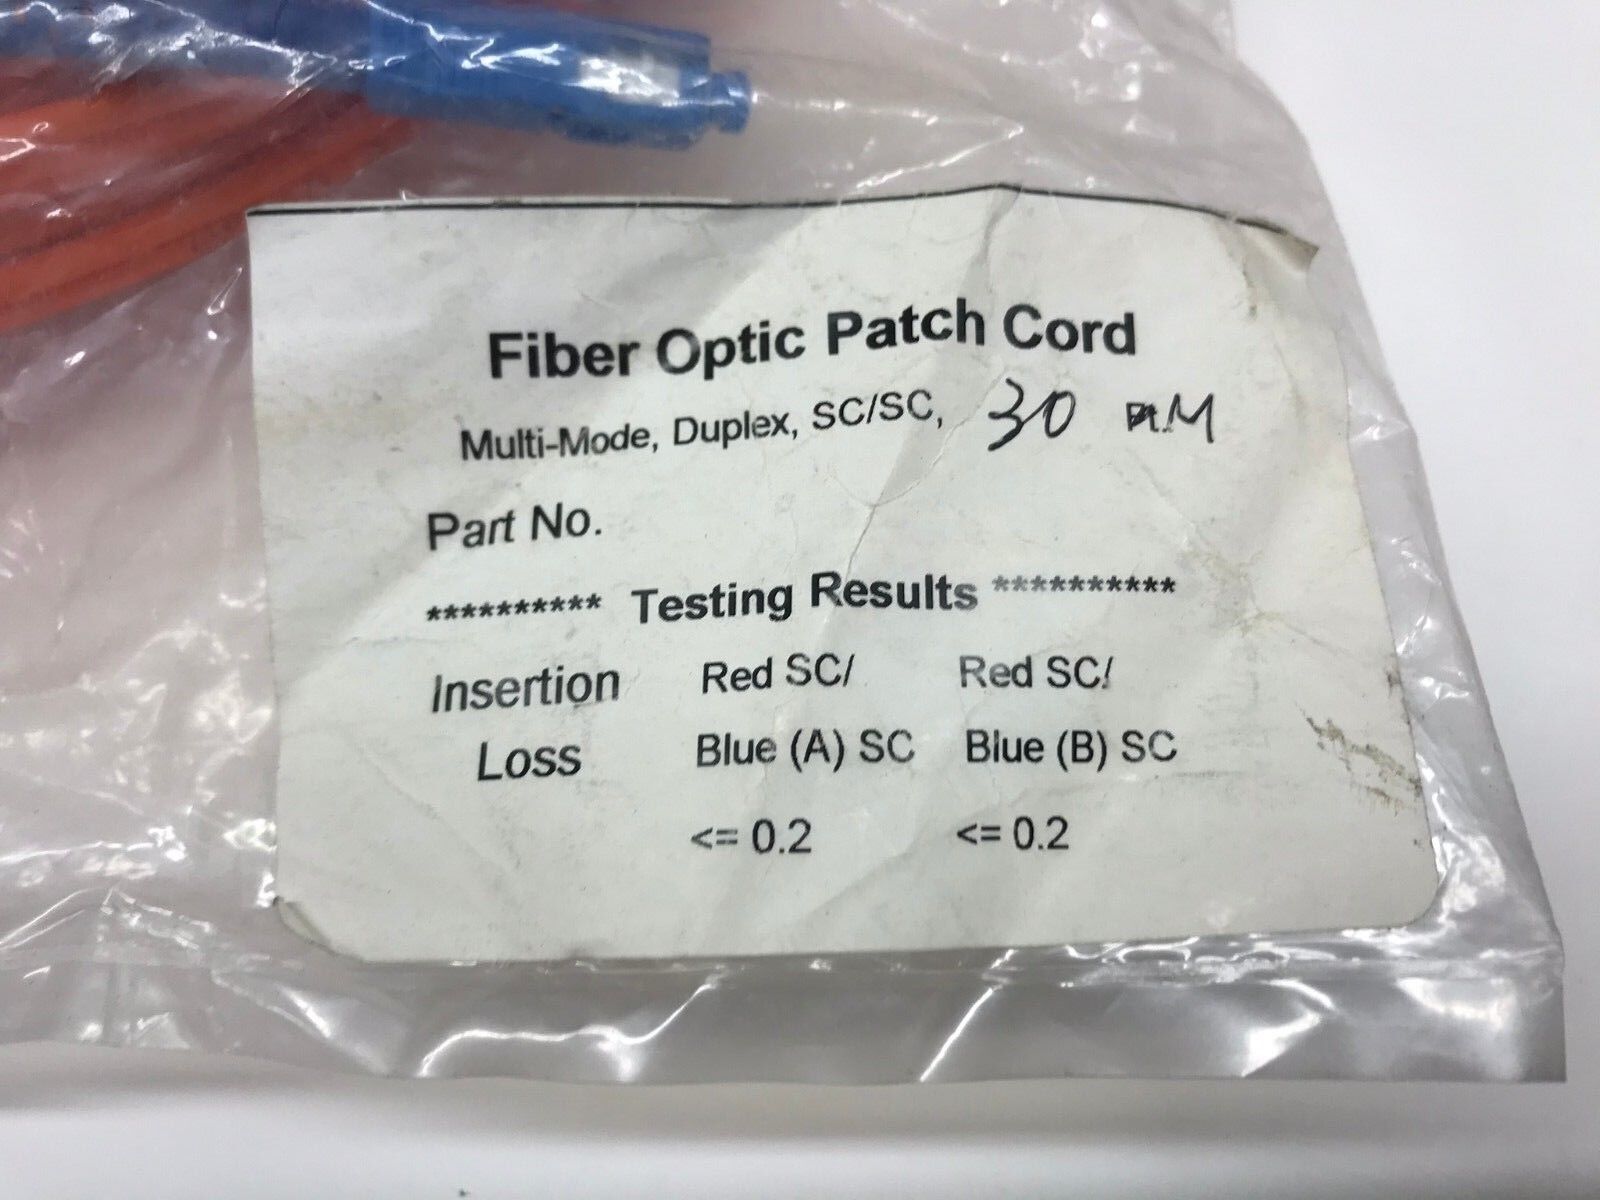 Fiber Optic Patch Cord
Multi-Mode, Duplex, SC/SC, 30 M
Part No.
********** Testing Results **********
Insertion Red SC/ Red SC/
Loss Blue (A) SC Blue (B) SC
<= 0.2 <= 0.2